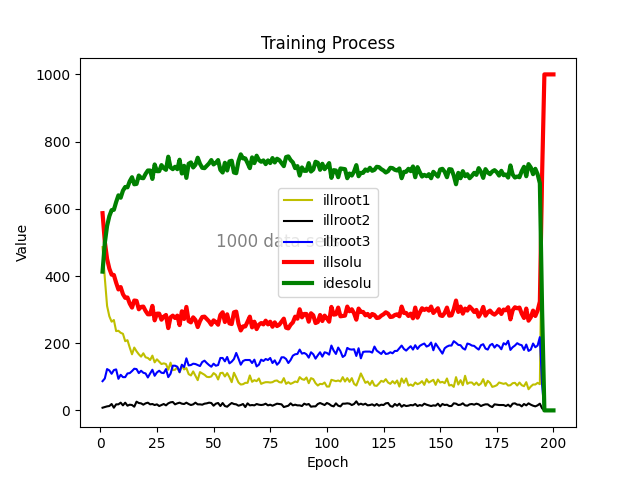 Training Process
1000
800
600
400
200
0
Value
1000 data se
illroot1
illroot2
illroot3
illsolu
idesolu
0 25 50 75 100 125 150 175 200
Epoch